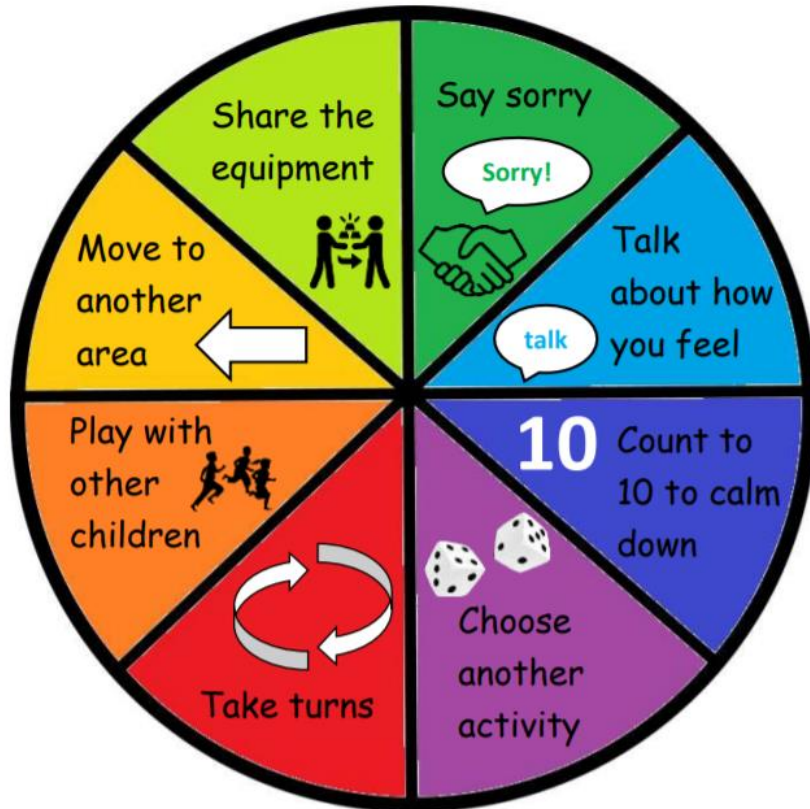 Say sorry
Sorry!
Talk
about how
you feel
talk
10
Count to
10 to calm
down
Choose
another
activity
Take turns
Play with
other
children
Move to
another
area
Share the
equipment